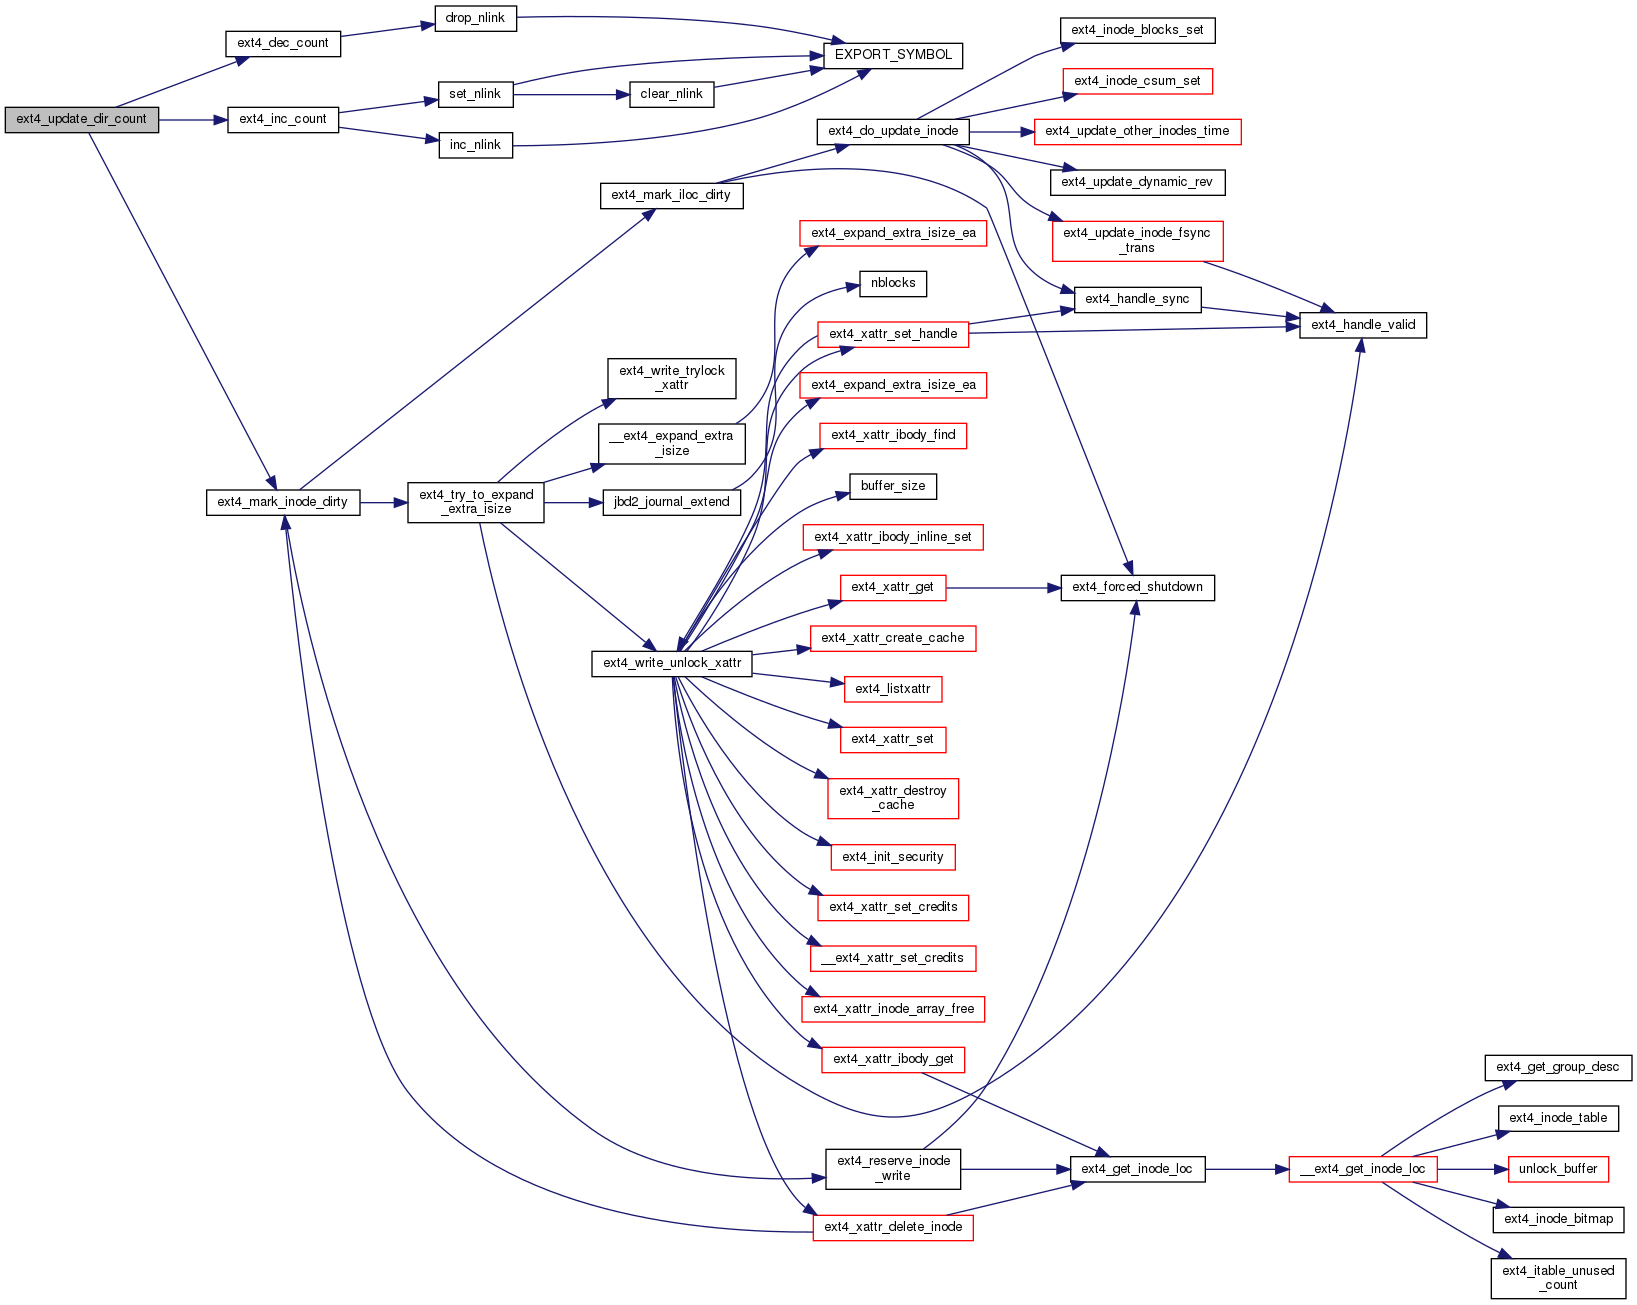 ext4_update_dir_count
ext4_dec_count
ext4_inc_count
ext4_mark_inode_dirty
drop_nlink
set_nlink
inc_nlink
ext4_try_to_expand
_extra_isize
clear_nlink
ext4_mark_iloc_dirty
ext4_write_trylock
_xattr
__ext4_expand_extra
_isize
jbd2_journal_extend
ext4_write_unlock_xattr
EXPORT_SYMBOL
ext4_do_update_inode
ext4_expand_extra_isize_ea
nblocks
ext4_xattr_set_handle
ext4_expand_extra_isize_ea
ext4_xattr_ibody_find
buffer_size
ext4_xattr_ibody_inline_set
ext4_xattr_get
ext4_xattr_create_cache
ext4_listxattr
ext4_xattr_set
ext4_xattr_destroy
_cache
ext4_init_security
ext4_xattr_set_credits
__ext4_xattr_set_credits
ext4_xattr_inode_array_free
ext4_xattr_ibody_get
ext4_reserve_inode
_write
ext4_xattr_delete_inode
ext4_inode_blocks_set
ext4_inode_csum_set
ext4_update_other_inodes_time
ext4_update_dynamic_rev
ext4_update_inode_fsync
_trans
ext4_handle_sync
ext4_forced_shutdown
ext4_get_inode_loc
ext4_handle_valid
__ext4_get_inode_loc
ext4_get_group_desc
ext4_inode_table
unlock_buffer
ext4_inode_bitmap
ext4_itable_unused
_count